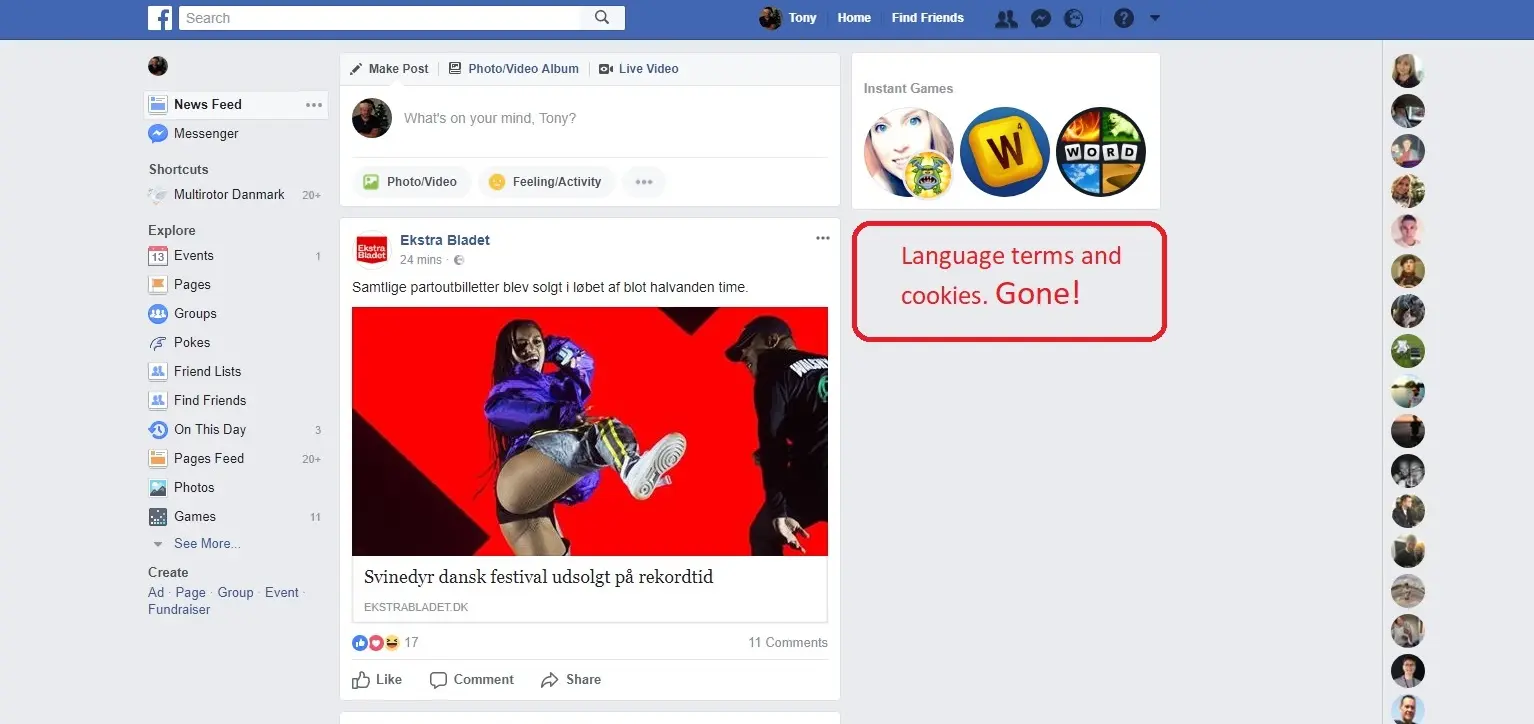 Search
Tony
Home
Find Friends
News Feed
Messenger
Shortcuts
Multirotor Danmark 20+
Explore
13
Events 1
Pages
Groups
Pokes
Friend Lists
Find Friends
On This Day 3
Pages Feed 20+
Photos
Games 11
See More...
Create
Ad · Page · Group · Event ·
Fundraiser
Make Post
Photo/Video Album
Live Video
What's on your mind, Tony?
Photo/Video
Feeling/Activity
Ekstra
Bladet
Ekstra Bladet
24 mins ·
Samtlige partoutbilletter blev solgt i løbet af blot halvanden time.
Svinedyr dansk festival udsolgt på rekordtid
EKSTRABLADET.DK
17
11 Comments
Like
Comment
Share
Instant Games
W
4
WORD
Language terms and
cookies. Gone!